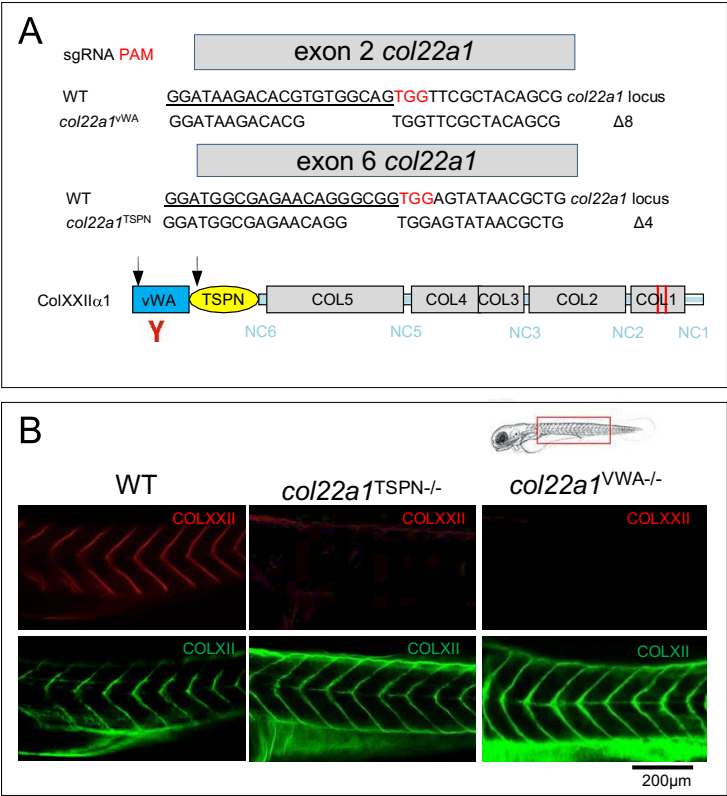 A
sgRNA PAM
exon 2 col22a1
WT GGATAAGACACGTGTGGCAGTGGTTCGCTACAGCG col22a1 locus
col22a1vWA GGATAAGACACG TGGTTCGCTACAGCG Δ8
exon 6 col22a1
WT GGATGGCGAGAACAGGGCGGTGGAGTATAACGCTG col22a1 locus
col22a1TSPN GGATGGCGAGAACAGG TGGAGTATAACGCTG Δ4
ColXXIIα1 vWA TSPN COL5 COL4 COL3 COL2 COL1
Y NC6 NC5 NC3 NC2 NC1
B
WT col22a1TSPN-/- col22a1VWA-/-
COLXXII COLXXII COLXXII
COLXII COLXII COLXII
200μm